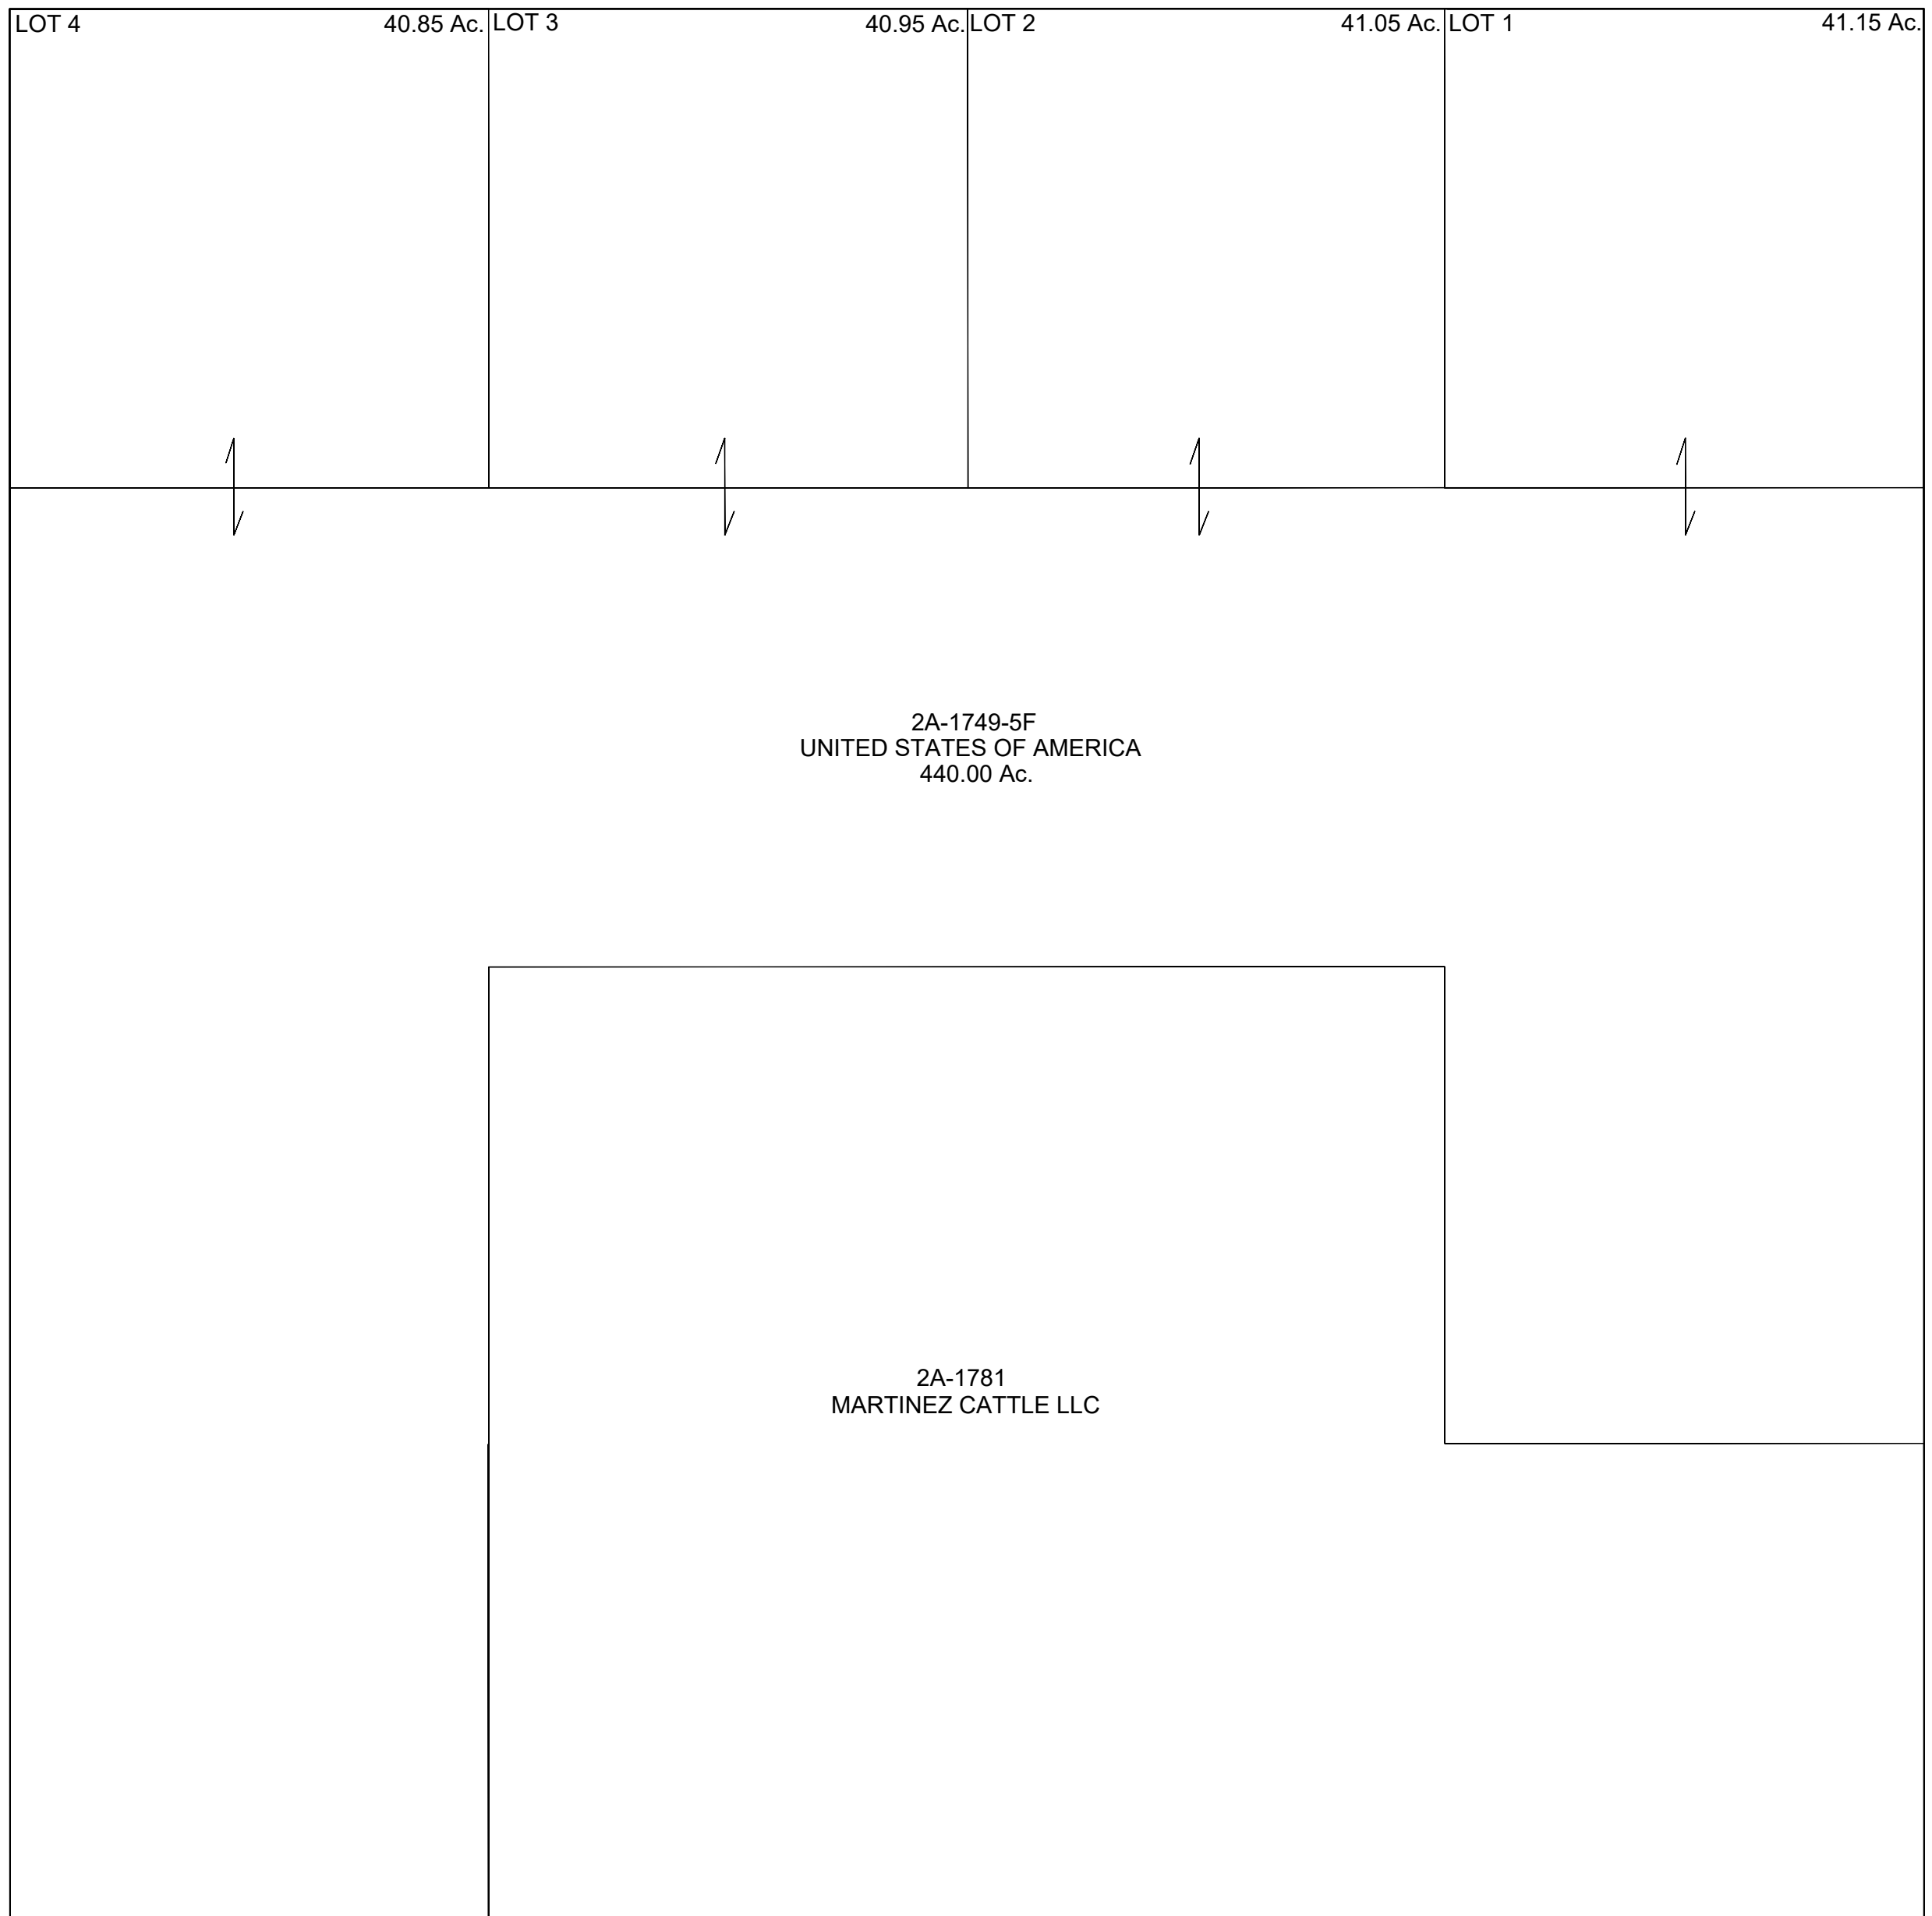 LOT 4 40.85 Ac. LOT 3 40.95 Ac. LOT 2 41.05 Ac. LOT 1 41.15 Ac.
2A-1749-5F
UNITED STATES OF AMERICA
440.00 Ac.
2A-1781
MARTINEZ CATTLE LLC